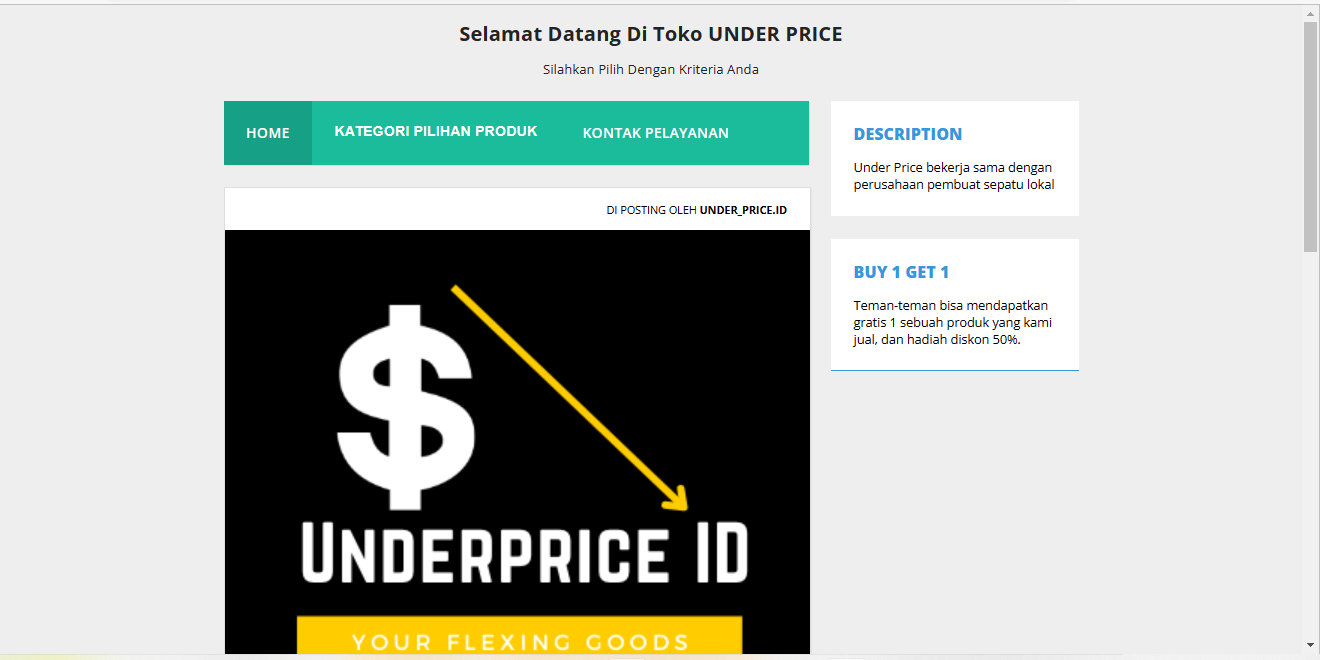 Selamat Datang Di Toko UNDER PRICE
Silahkan Pilih Dengan Kriteria Anda
HOME KATEGORI PILIHAN PRODUK KONTAK PELAYANAN
DI POSTING OLEH UNDER_PRICE.ID
$
UNDERPRICE ID
YOUR FLEXING GOODS
DESCRIPTION
Under Price bekerja sama dengan
perusahaan pembuat sepatu lokal
BUY 1 GET 1
Teman-teman bisa mendapatkan
gratis 1 sebuah produk yang kami
jual, dan hadiah diskon 50%.